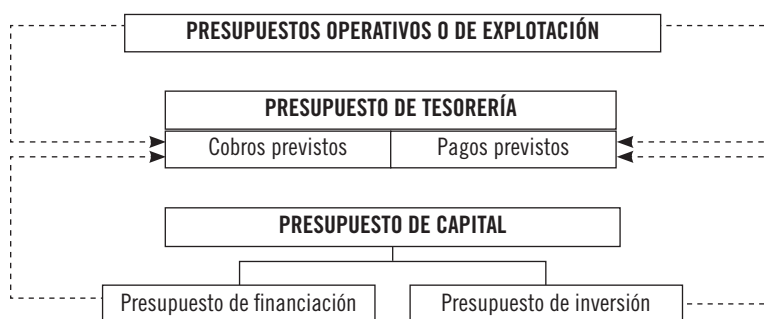 PRESUPUESTOS OPERATIVOS O DE EXPLOTACIÓN
PRESUPUESTO DE TESORERÍA
Cobros previstos Pagos previstos
PRESUPUESTO DE CAPITAL
Presupuesto de financiación Presupuesto de inversión